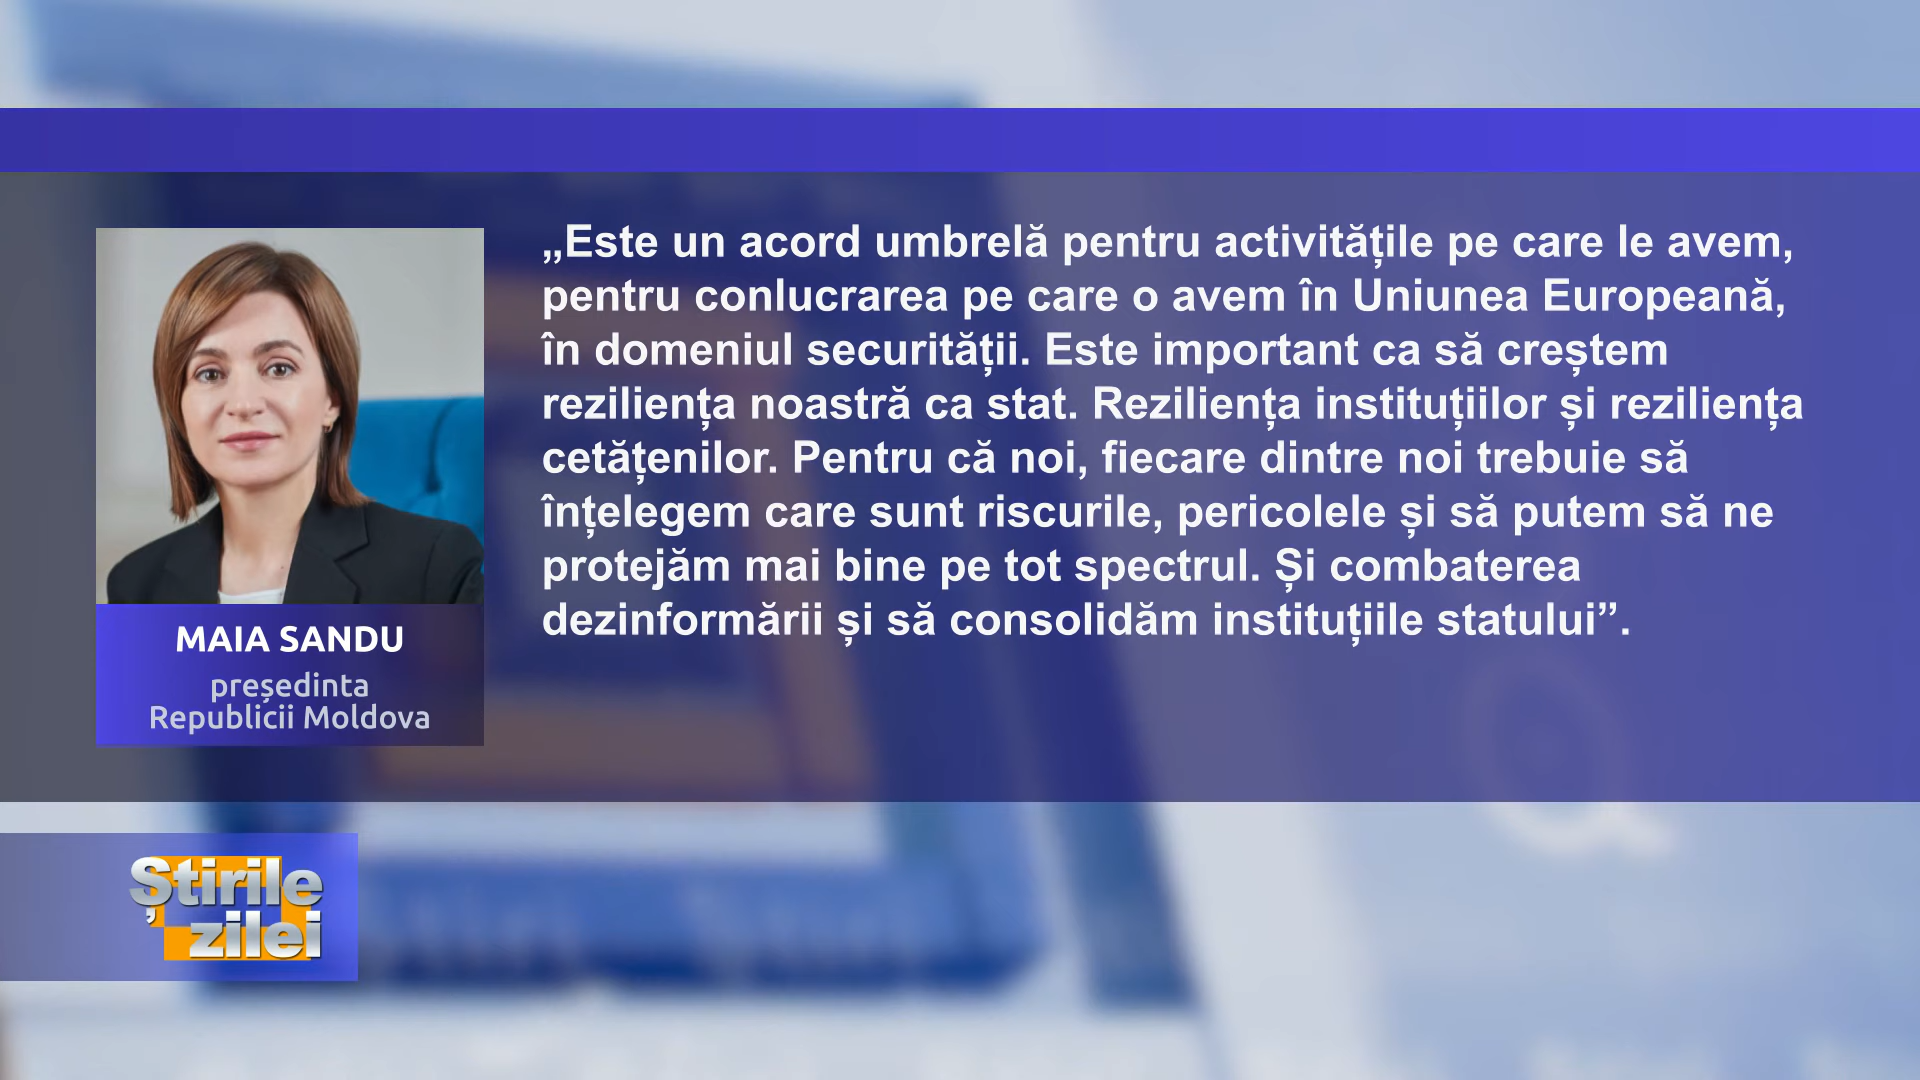 „Este un acord umbrelă pentru activitățile pe care le avem,
pentru conlucrarea pe care o avem în Uniunea Europeană,
în domeniul securității. Este important ca să creștem
reziliența noastră ca stat. Reziliența instituțiilor și reziliența
cetățenilor. Pentru că noi, fiecare dintre noi trebuie să
înțelegem care sunt riscurile, pericolele și să putem să ne
protejăm mai bine pe tot spectrul. Și combaterea
dezinformării și să consolidăm instituțiile statului”.
MAIA SANDU
președinta
Republicii Moldova
Știrile
zilei